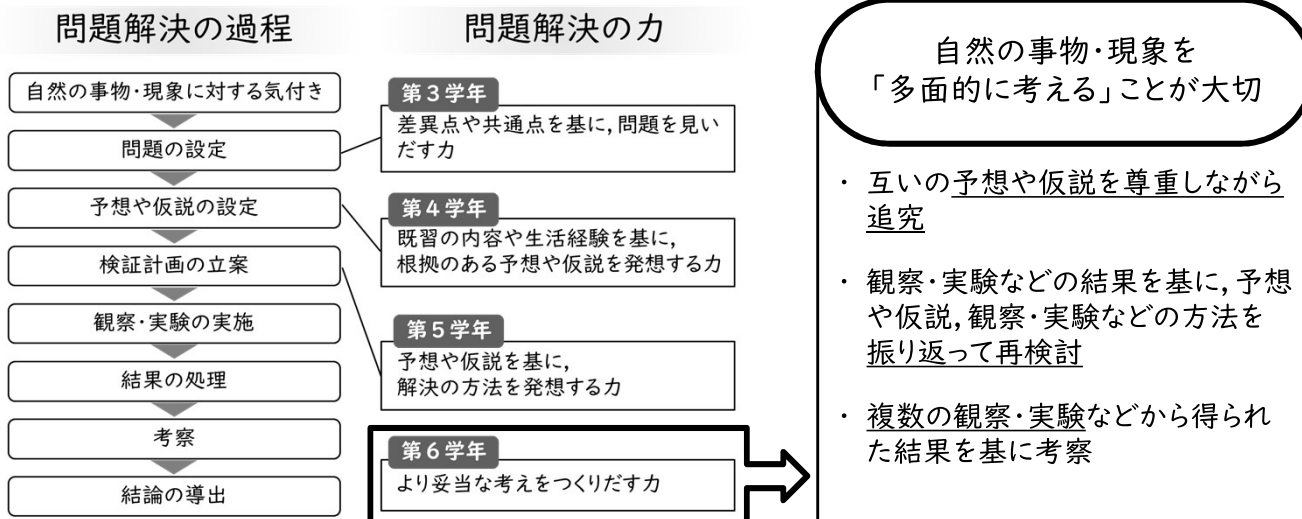 問題解決の過程
自然の事物・現象に対する気付き
問題の設定
予想や仮説の設定
検証計画の立案
観察・実験の実施
結果の処理
考察
結論の導出
問題解決の力
第3学年
差異点や共通点を基に,問題を見い
だす力
第4学年
既習の内容や生活経験を基に,
根拠のある予想や仮説を発想する力
第5学年
予想や仮説を基に,
解決の方法を発想する力
第6学年
より妥当な考えをつくりだす力
自然の事物・現象を
「多面的に考える」ことが大切
・ 互いの予想や仮説を尊重しながら
追究
・ 観察・実験などの結果を基に,予想
や仮説,観察・実験などの方法を
振り返って再検討
・ 複数の観察・実験などから得られ
た結果を基に考察